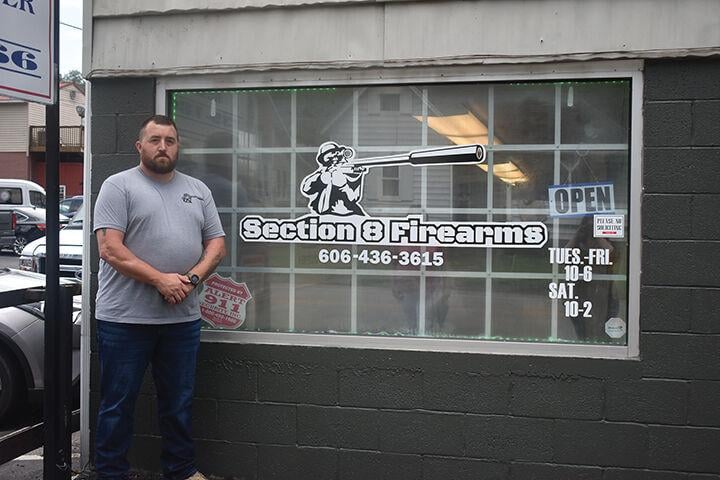 66
Section 8 Firearms
606-436-3615
OPEN
PLEASE NO
SOLICITING
TUES.-FRI.
10-6
SAT.
10-2
PROTECTED BY
ALERT
911